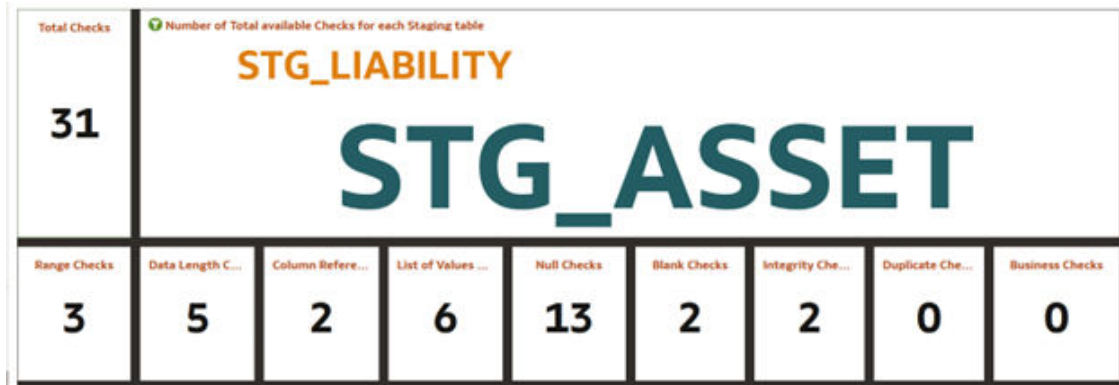 Total Checks
Number of Total available Checks for each Staging table
STG_LIABILITY
31
STG_ASSET
Range Checks
Data Length C...
Column Refere...
List of Values ...
Null Checks
Blank Checks
Integrity Che...
Duplicate Che...
Business Checks
3
5
2
6
13
2
2
0
0